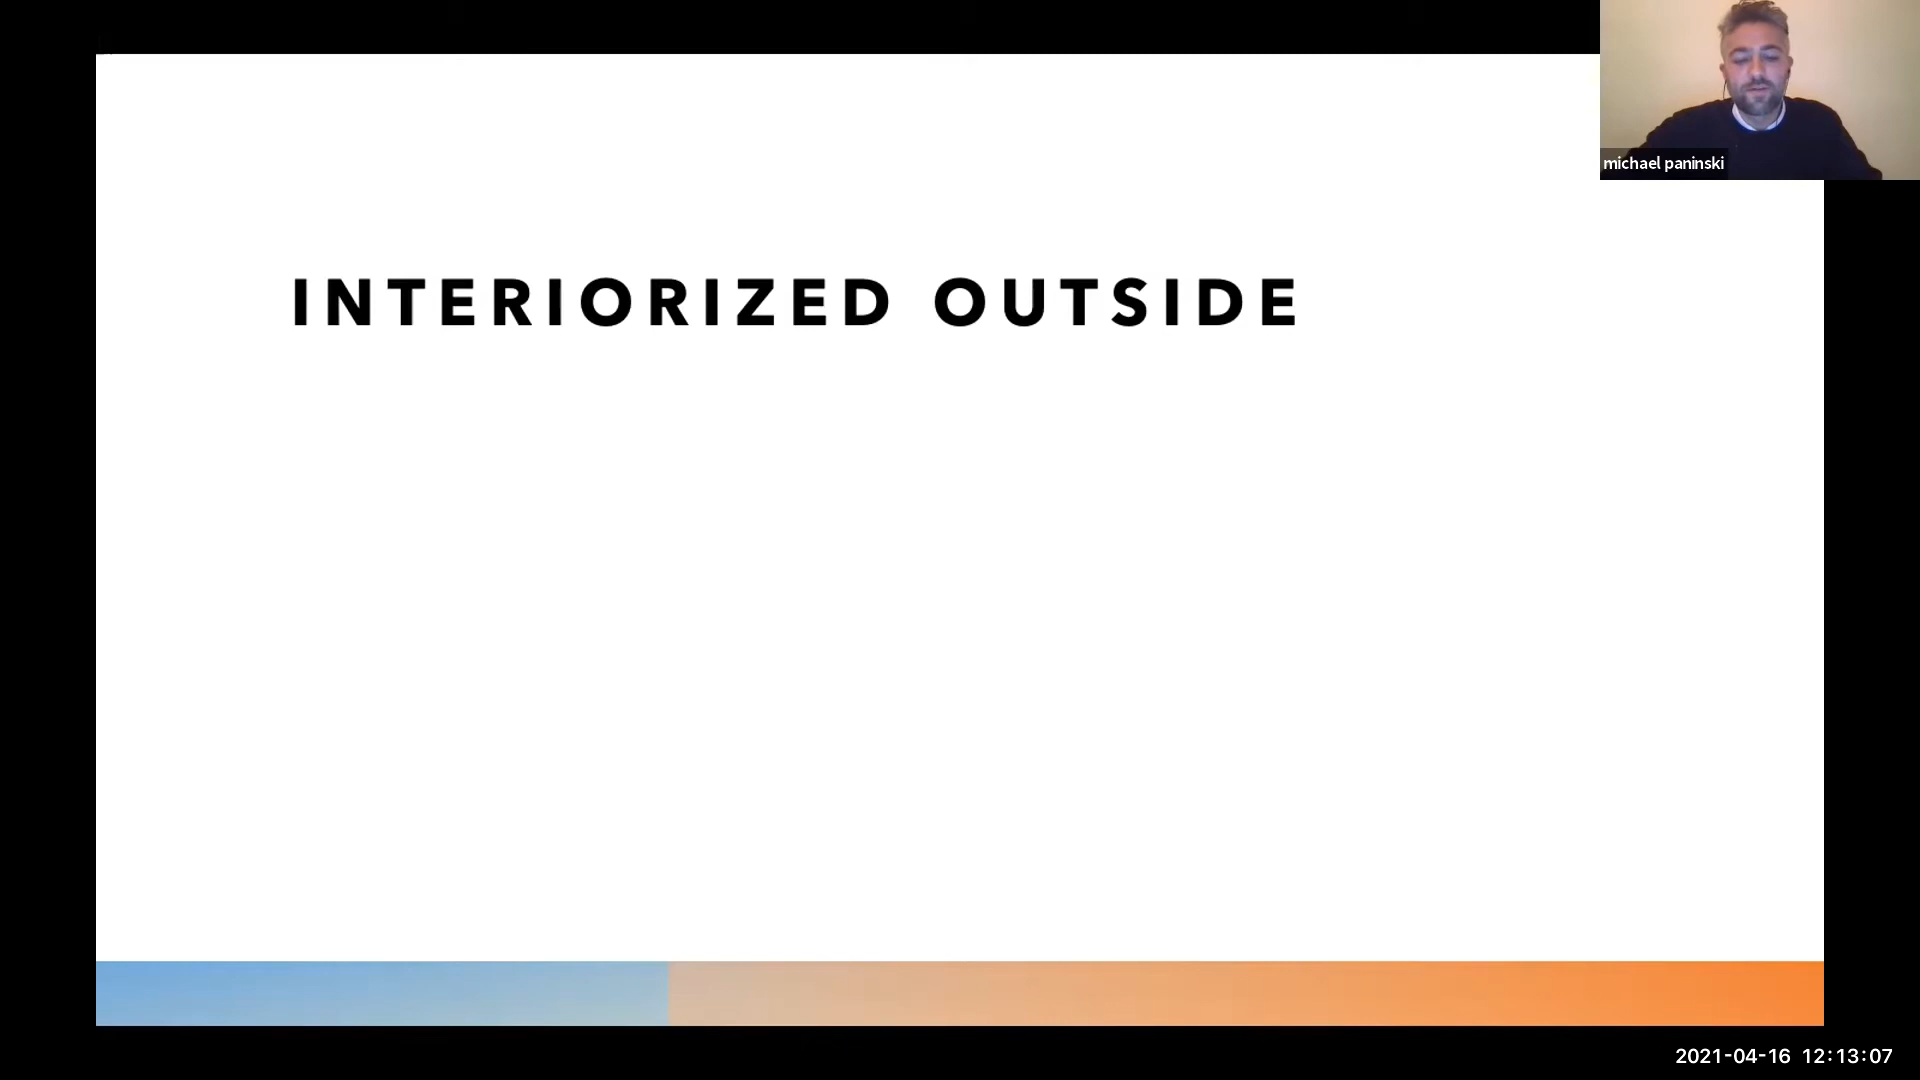 michael paninski
INTERIORIZED OUTSIDE
2021-04-16 12:13:07